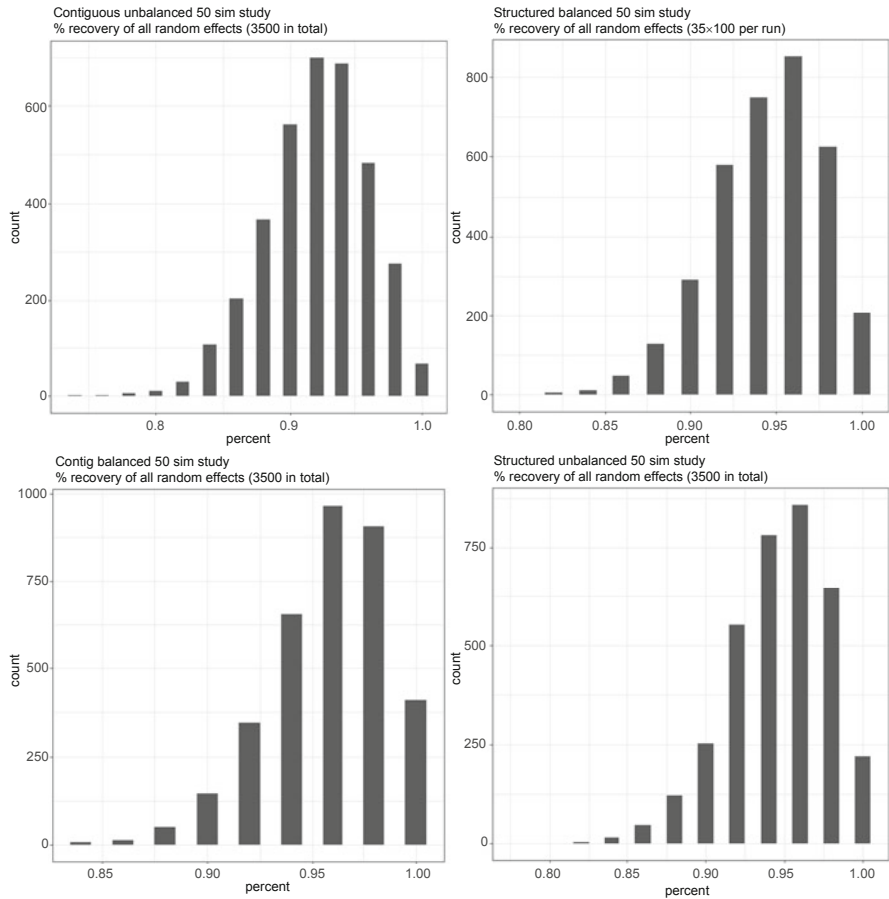 Contiguous unbalanced 50 sim study
% recovery of all random effects (3500 in total)
600
400
200
0
count
0.8 0.9 1.0
percent
Structured balanced 50 sim study
% recovery of all random effects (35×100 per run)
800
600
400
200
0
count
0.80 0.85 0.90 0.95 1.00
percent
Contig balanced 50 sim study
% recovery of all random effects (3500 in total)
1000
750
500
250
0
count
0.85 0.90 0.95 1.00
percent
Structured unbalanced 50 sim study
% recovery of all random effects (3500 in total)
750
500
250
0
count
0.80 0.85 0.90 0.95 1.00
percent